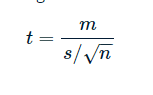 t = m / (s/√n)